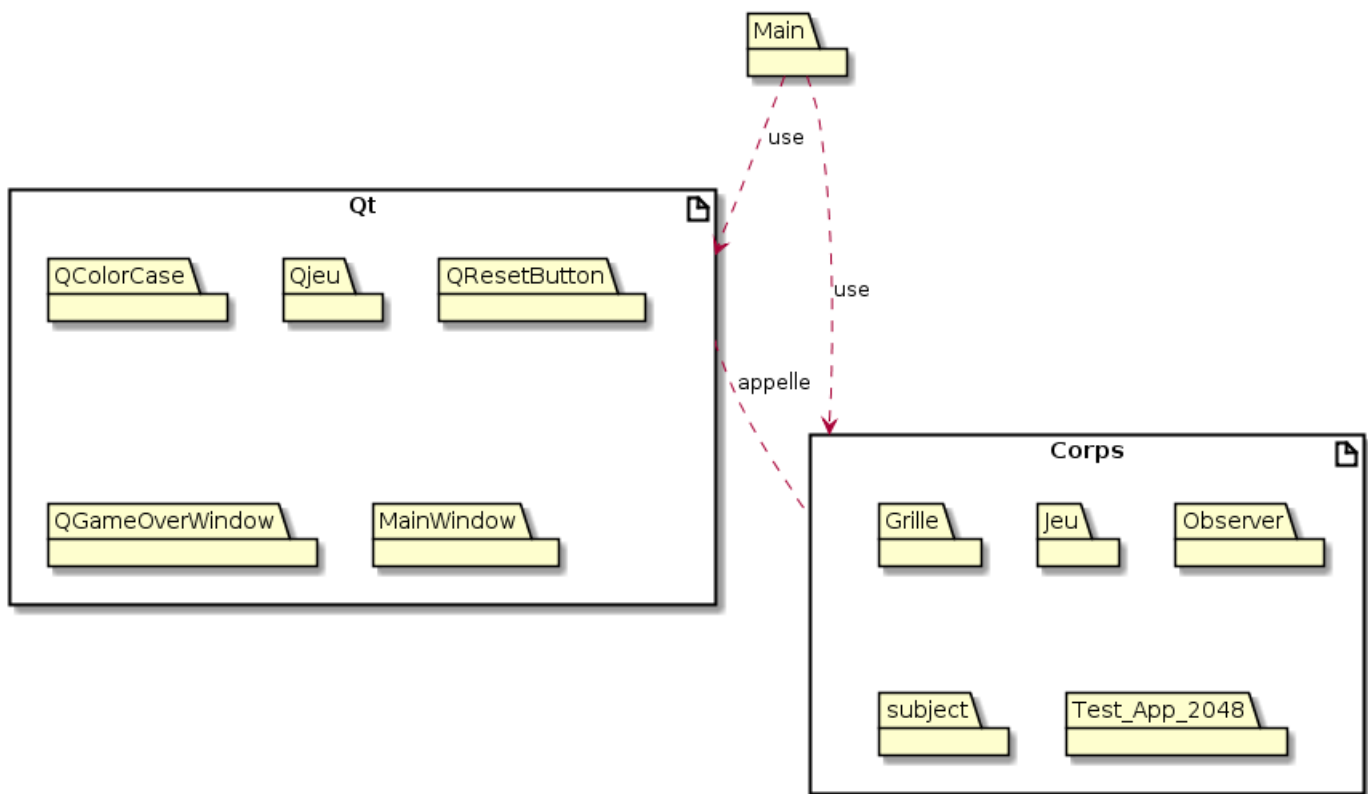 Main
use
Qt
QColorCase
Qjeu
QResetButton
use
appelle
QGameOverWindow
MainWindow
Corps
Grille
Jeu
Observer
subject
Test_App_2048